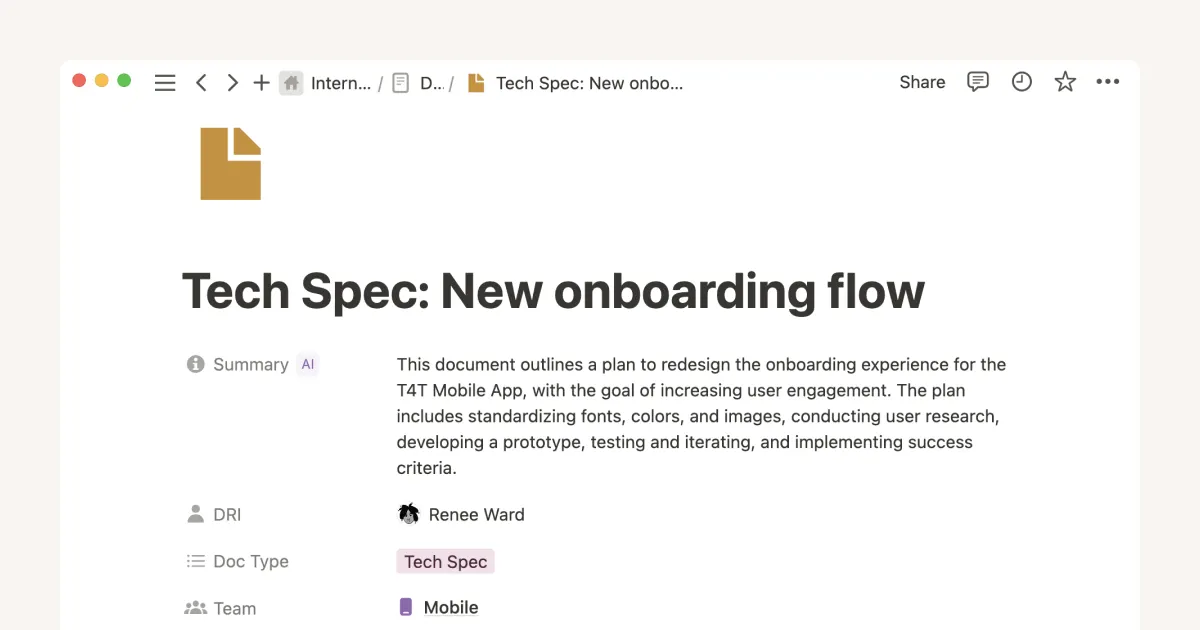 Intern... / D... / Tech Spec: New onbo... Share
Tech Spec: New onboarding flow
Summary AI
This document outlines a plan to redesign the onboarding experience for the
T4T Mobile App, with the goal of increasing user engagement. The plan
includes standardizing fonts, colors, and images, conducting user research,
developing a prototype, testing and iterating, and implementing success
criteria.
DRI Renee Ward
Doc Type Tech Spec
Team Mobile